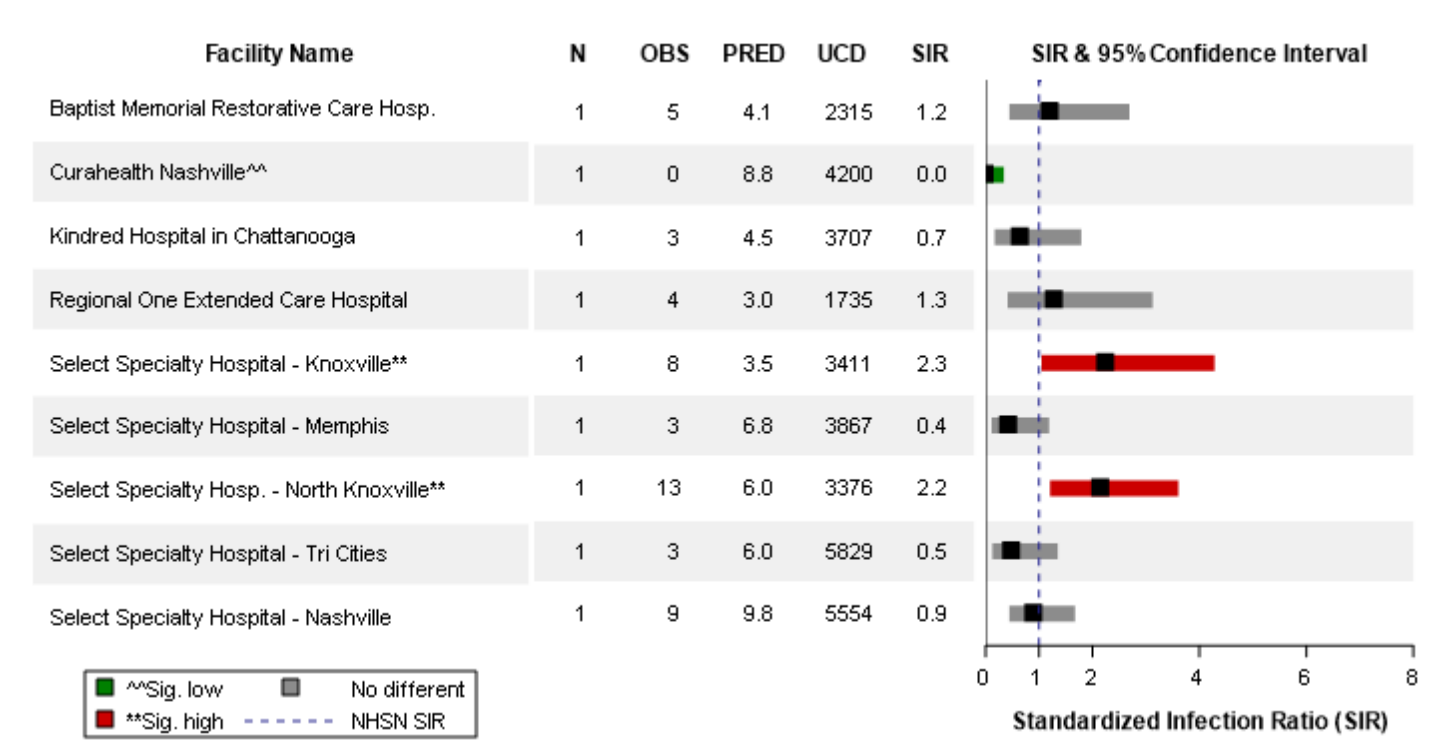 Facility Name N OBS PRED UCD SIR SIR & 95% Confidence Interval
Baptist Memorial Restorative Care Hosp. 1 5 4.1 2315 1.2
Curahealth Nashville^^ 1 0 8.8 4200 0.0
Kindred Hospital in Chattanooga 1 3 4.5 3707 0.7
Regional One Extended Care Hospital 1 4 3.0 1735 1.3
Select Specialty Hospital - Knoxville** 1 8 3.5 3411 2.3
Select Specialty Hospital - Memphis 1 3 6.8 3867 0.4
Select Specialty Hosp. - North Knoxville** 1 13 6.0 3376 2.2
Select Specialty Hospital - Tri Cities 1 3 6.0 5829 0.5
Select Specialty Hospital - Nashville 1 9 9.8 5554 0.9
0 1 2 4 6 8
Standardized Infection Ratio (SIR)
^^Sig. low No different
**Sig. high NHSN SIR